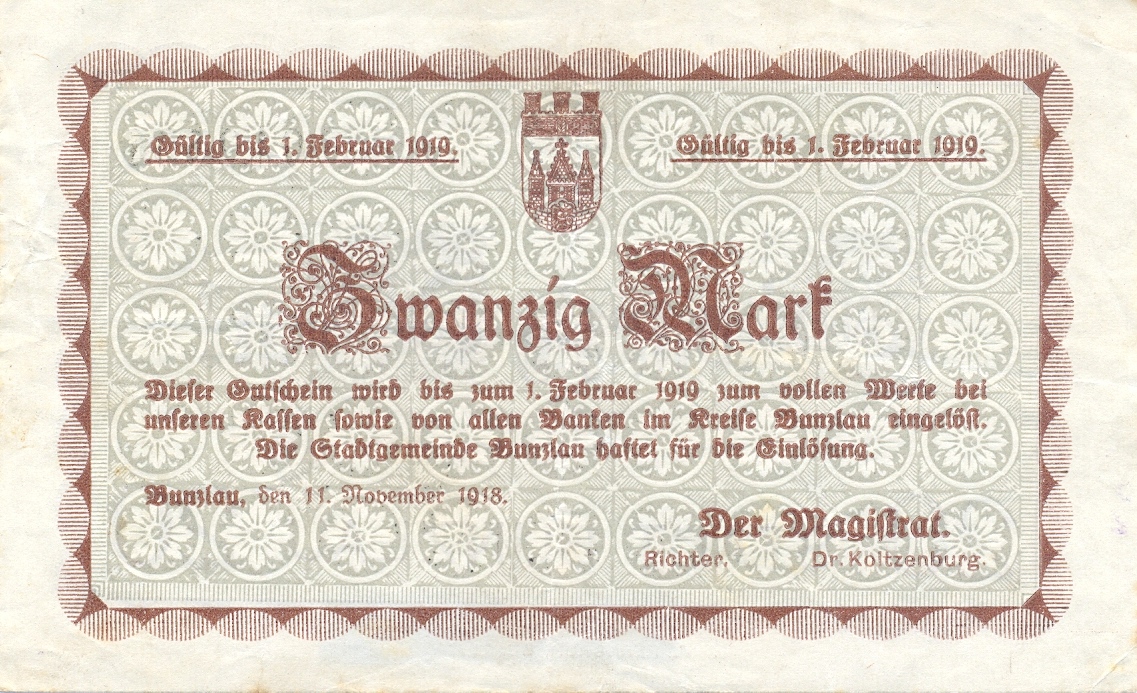 Gültig bis 1. Februar 1919.
Gültig bis 1. Februar 1919.
Zwanzig Mark
Dieser Gutschein wird bis zum 1. Februar 1919 zum vollen Werte bei
unseren Kassen sowie von allen Banken im Kreise Bunzlau eingelöst.
Die Stadtgemeinde Bunzlau haftet für die Einlösung.
Bunzlau, den 11. November 1918.
Der Magistrat.
Richter. Dr. Koltzenburg.